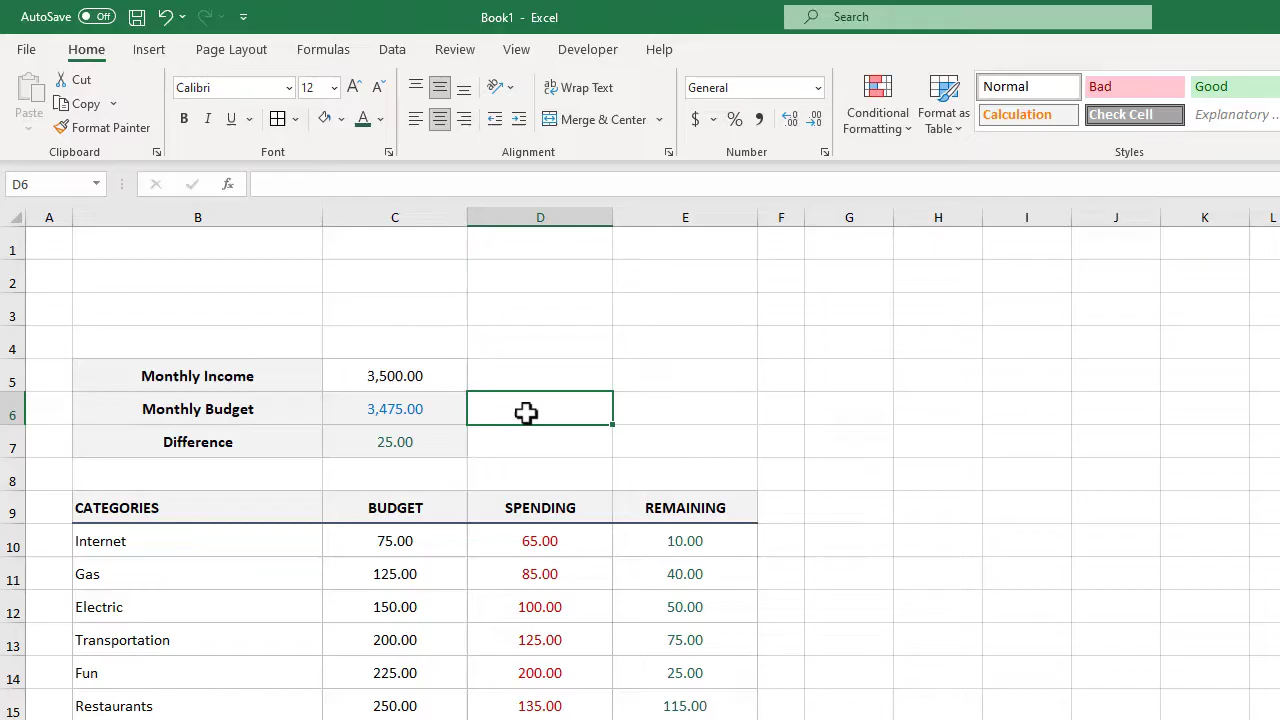 AutoSave Off Book1 - Excel Search
File Home Insert Page Layout Formulas Data Review View Developer Help
Paste Cut Copy Format Painter
Calibri 12 A A
B I U A
Wrap Text
Merge & Center
General
$ % 9 .00 .00
Conditional Formatting Format as Table
Normal Bad Good
Calculation Check Cell Explanatory ...
Clipboard Font Alignment Number Styles
D6 fx
A B C D E F G H I J K L
1
2
3
4
5 Monthly Income 3,500.00
6 Monthly Budget 3,475.00
7 Difference 25.00
8
9 CATEGORIES BUDGET SPENDING REMAINING
10 Internet 75.00 65.00 10.00
11 Gas 125.00 85.00 40.00
12 Electric 150.00 100.00 50.00
13 Transportation 200.00 125.00 75.00
14 Fun 225.00 200.00 25.00
15 Restaurants 250.00 135.00 115.00